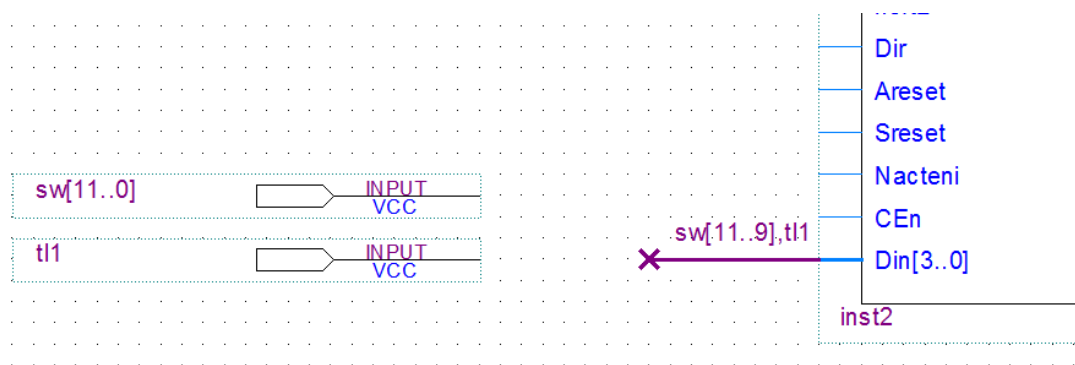 Dir
Areset
Sreset
sw[11..0]
INPUT
VCC
Nacteni
CEn
sw[11..9],tl1
tl1
INPUT
VCC
Din[3..0]
inst2